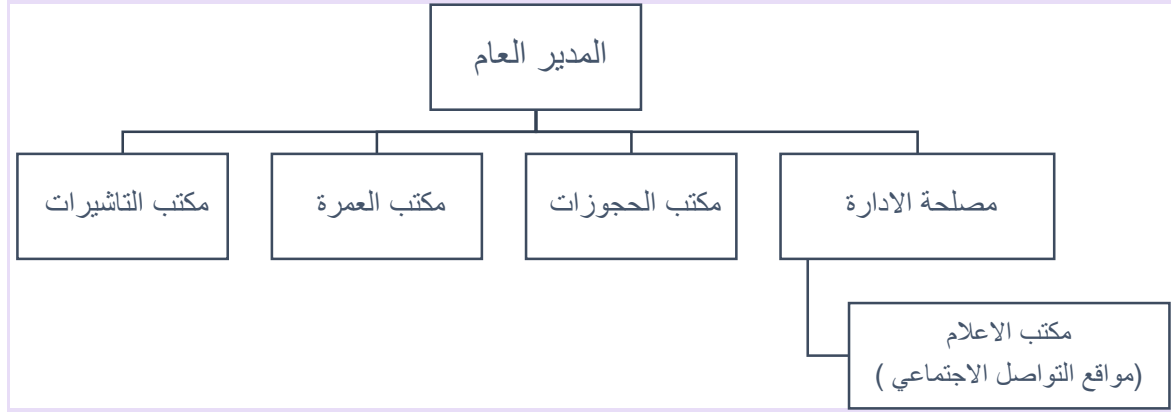 المدير العام
مصلحة الادارة
مكتب الحجوزات
مكتب العمرة
مكتب التاشيرات
مكتب الاعلام
(مواقع التواصل الاجتماعي )